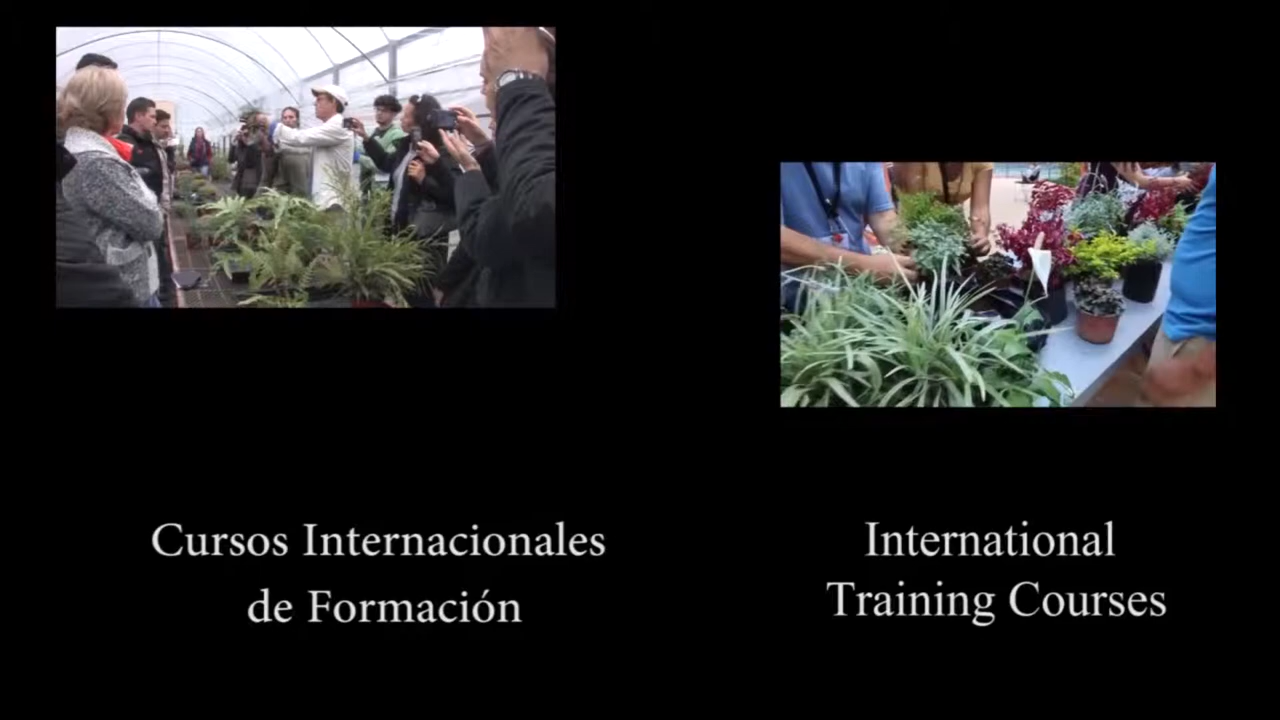 Cursos Internacionales
de Formación
International
Training Courses